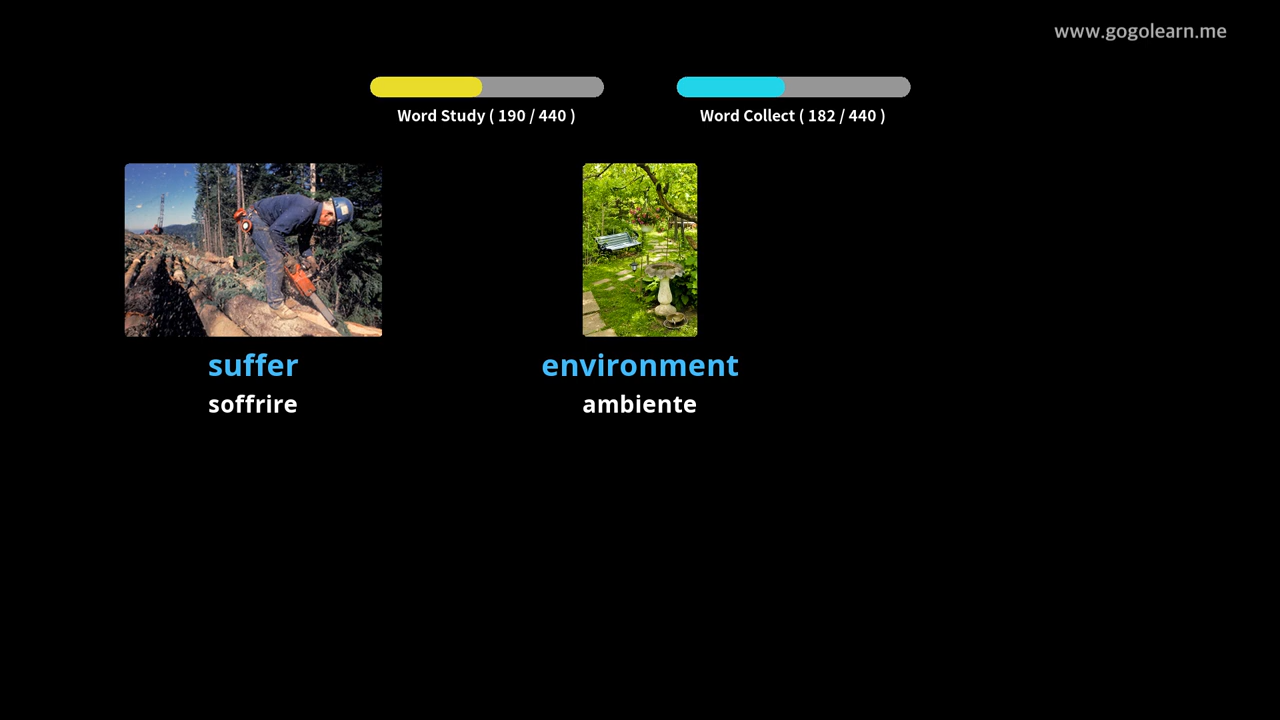 www.gogolearn.me
Word Study ( 190 / 440 )
Word Collect ( 182 / 440 )
suffer
soffrire
environment
ambiente